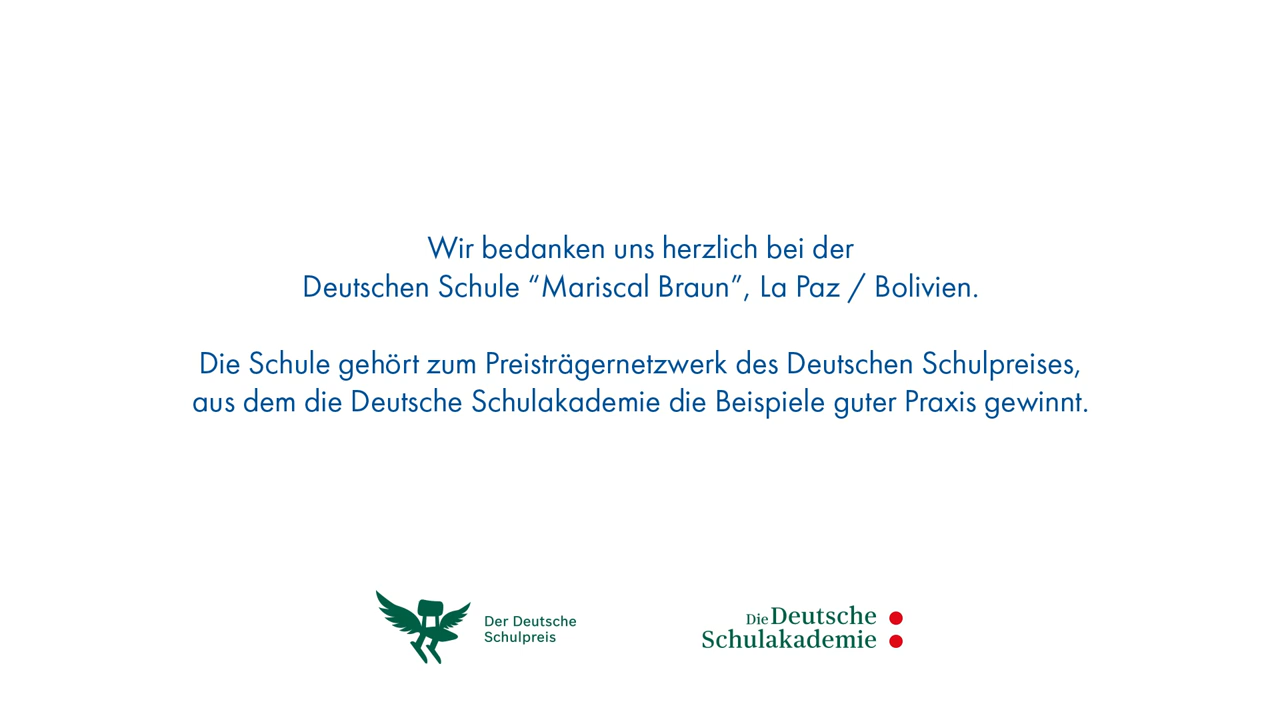 Wir bedanken uns herzlich bei der
Deutschen Schule “Mariscal Braun”, La Paz / Bolivien.
Die Schule gehört zum Preisträgernetzwerk des Deutschen Schulpreises,
aus dem die Deutsche Schulakademie die Beispiele guter Praxis gewinnt.
Der Deutsche
Schulpreis
Die Deutsche
Schulakademie